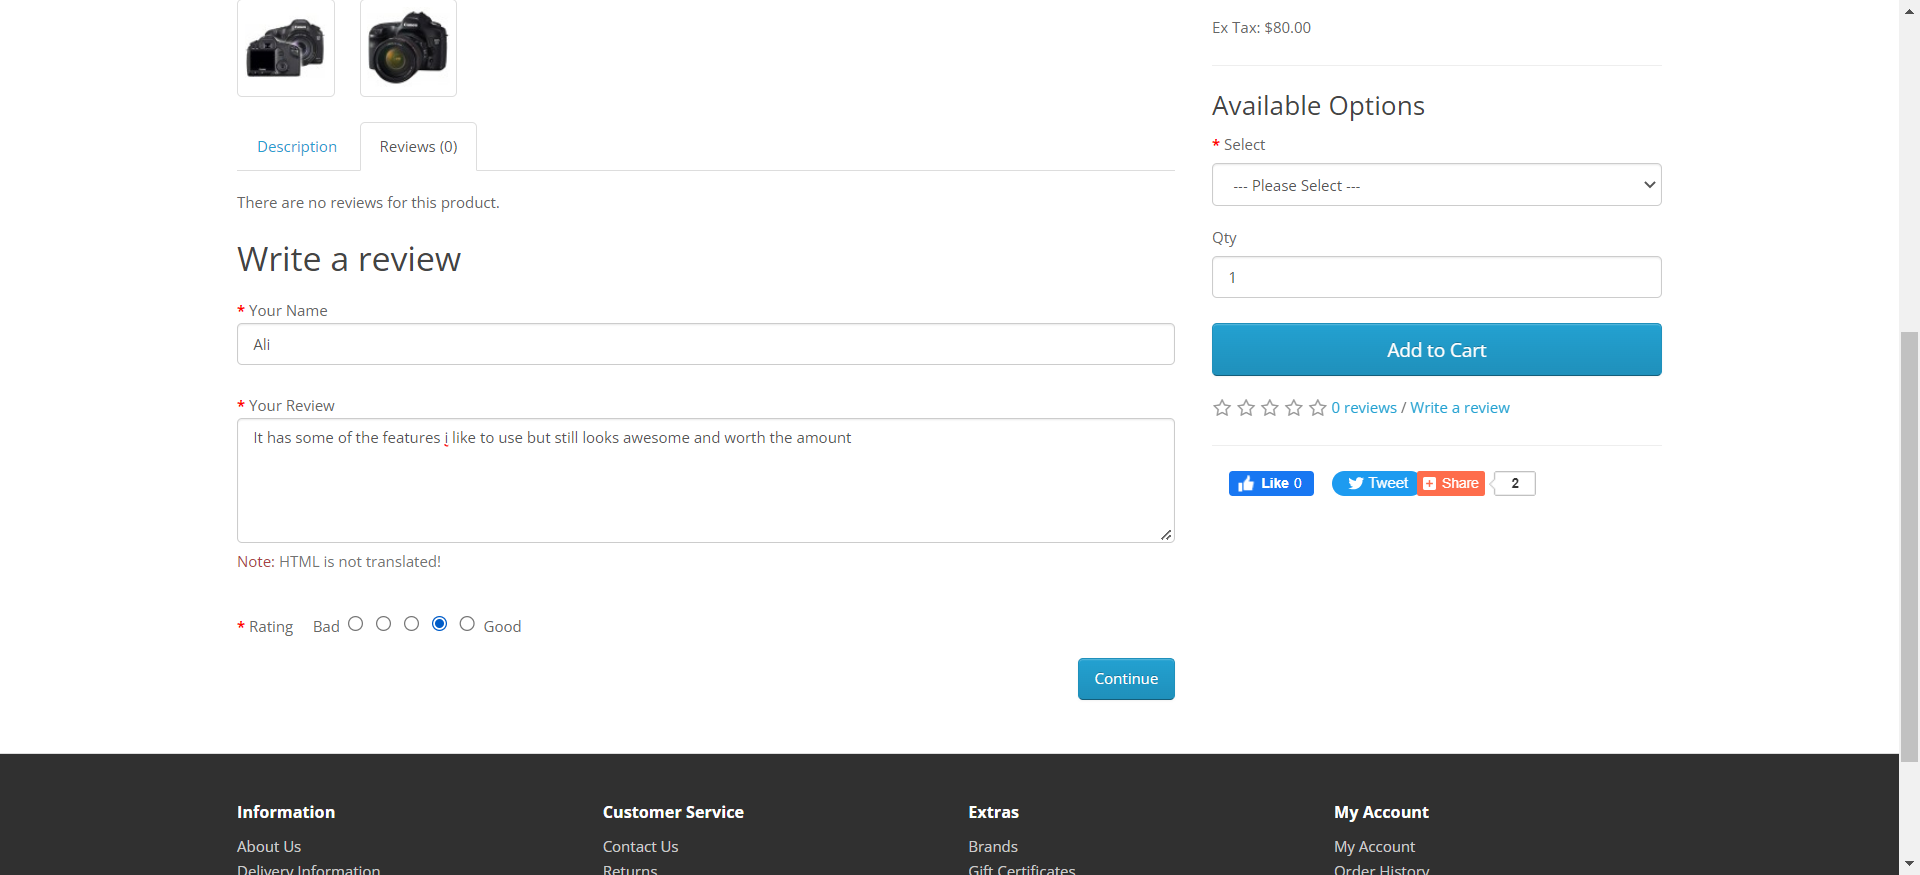 Ex Tax: $80.00
Available Options
* Select
--- Please Select ---
Qty
1
Add to Cart
0 reviews / Write a review
Like 0
Tweet
Share
2
Description
Reviews (0)
There are no reviews for this product.
Write a review
* Your Name
Ali
* Your Review
It has some of the features i like to use but still looks awesome and worth the amount
Note: HTML is not translated!
* Rating Bad Good
Continue
Information
About Us
Delivery Information
Customer Service
Contact Us
Returns
Extras
Brands
Gift Certificates
My Account
My Account
Order History